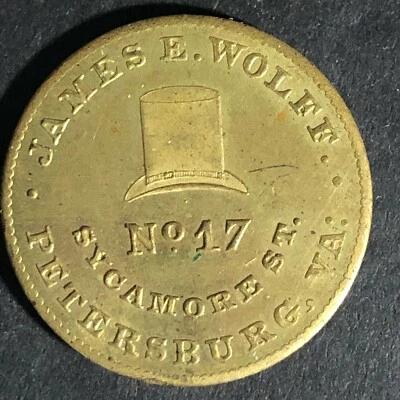 · JAMES E. WOLFF. ·
No 17
SYCAMORE ST.
PETERSBURG, VA: